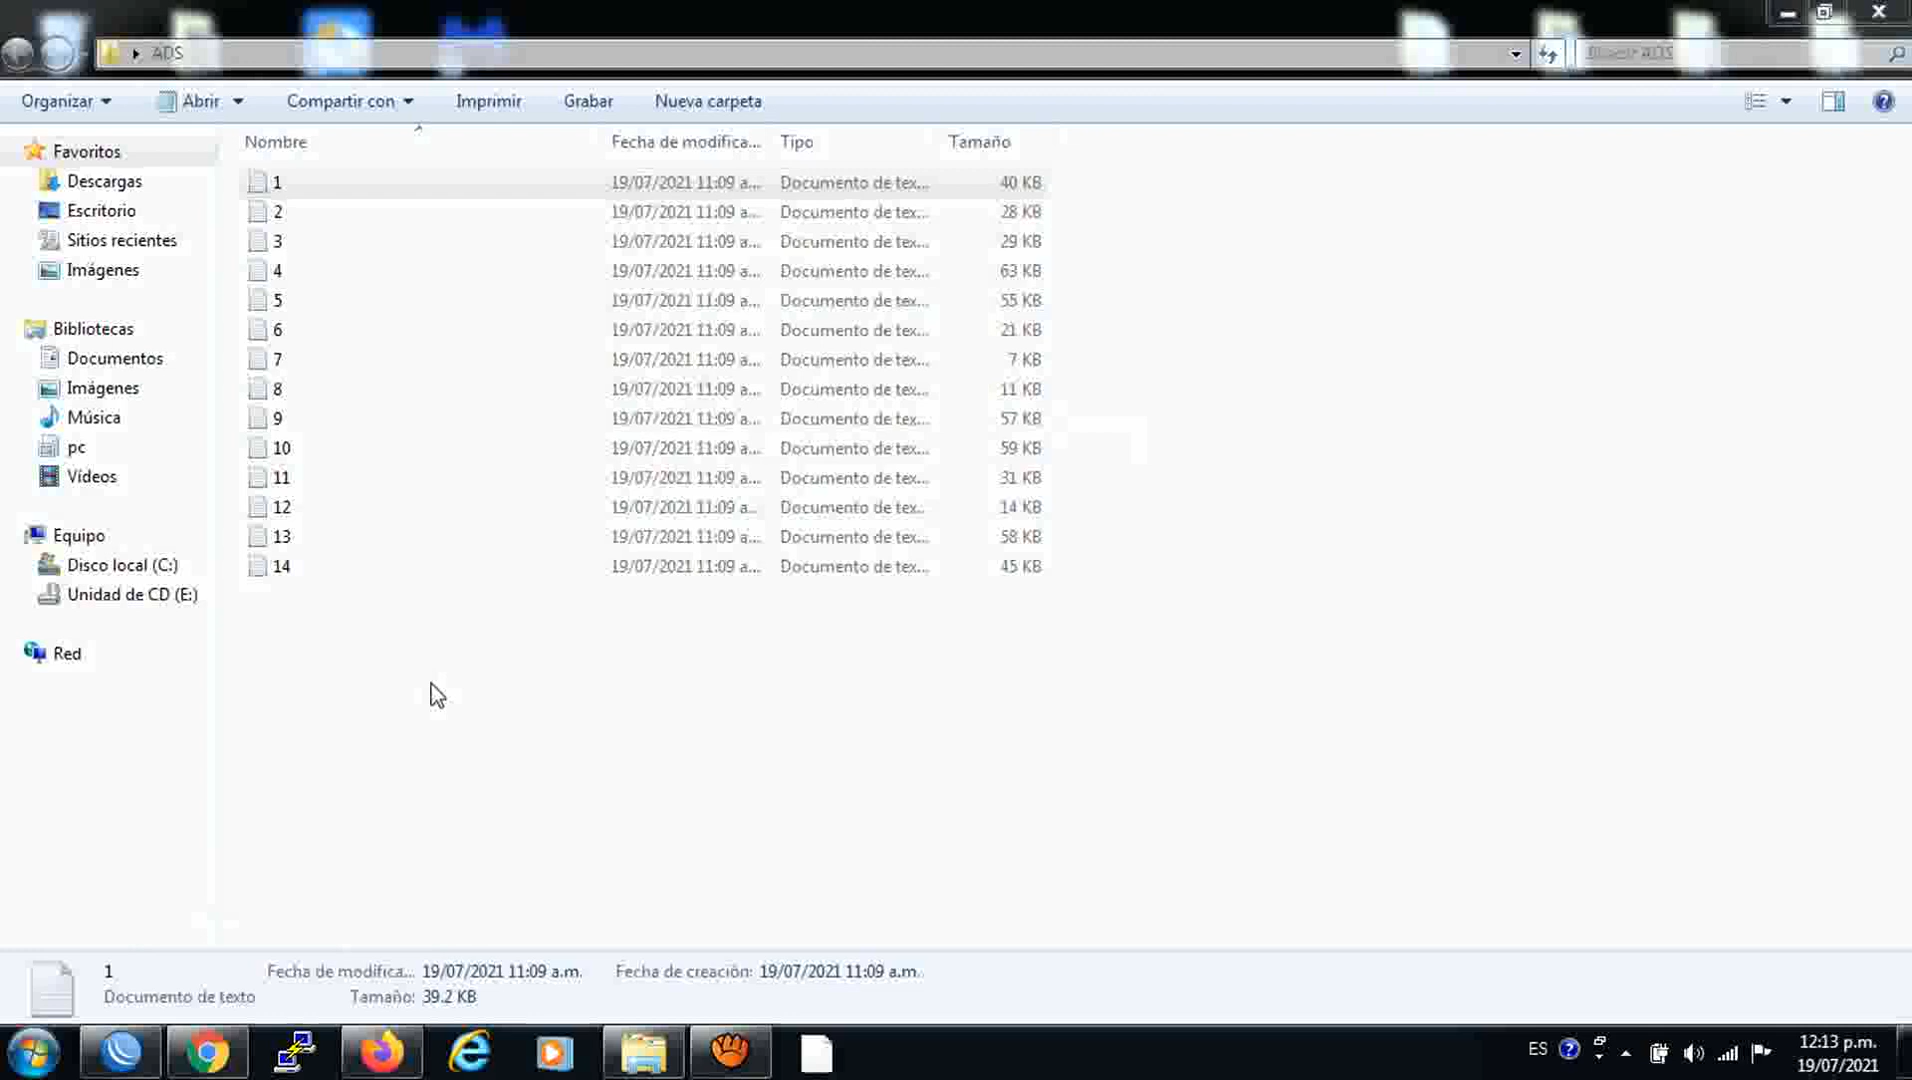 ADS
Buscar ADS
Organizar Abrir Compartir con Imprimir Grabar Nueva carpeta
Nombre Fecha de modifica... Tipo Tamaño
Favoritos
Descargas
Escritorio
Sitios recientes
Imágenes
Bibliotecas
Documentos
Imágenes
Música
pc
Vídeos
Equipo
Disco local (C:)
Unidad de CD (E:)
Red
1 19/07/2021 11:09 a... Documento de tex... 40 KB
2 19/07/2021 11:09 a... Documento de tex... 28 KB
3 19/07/2021 11:09 a... Documento de tex... 29 KB
4 19/07/2021 11:09 a... Documento de tex... 63 KB
5 19/07/2021 11:09 a... Documento de tex... 55 KB
6 19/07/2021 11:09 a... Documento de tex... 21 KB
7 19/07/2021 11:09 a... Documento de tex... 7 KB
8 19/07/2021 11:09 a... Documento de tex... 11 KB
9 19/07/2021 11:09 a... Documento de tex... 57 KB
10 19/07/2021 11:09 a... Documento de tex... 59 KB
11 19/07/2021 11:09 a... Documento de tex... 31 KB
12 19/07/2021 11:09 a... Documento de tex... 14 KB
13 19/07/2021 11:09 a... Documento de tex... 58 KB
14 19/07/2021 11:09 a... Documento de tex... 45 KB
1 Fecha de modifica... 19/07/2021 11:09 a.m. Fecha de creación: 19/07/2021 11:09 a.m.
Documento de texto Tamaño: 39.2 KB
ES 12:13 p.m.
19/07/2021